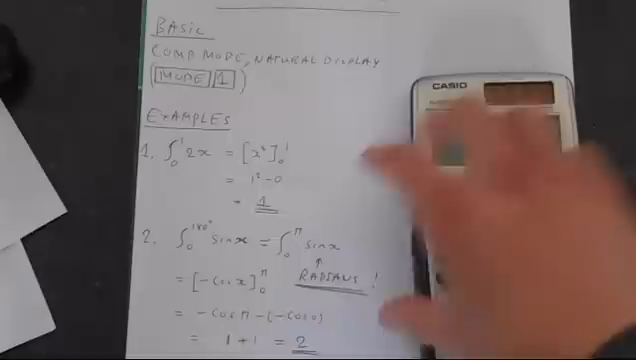 BASIC
COMP MODE, NATURAL DISPLAY
(MODE 1)
EXAMPLES
1. ∫₀¹ 2x = [x²]₀¹
= 1² - 0
= 1
2. ∫₀^180° sin x = ∫₀^π sin x
↑
= [-cos x]₀^π RADIANS!
= -cos π - (-cos 0)
= 1 + 1 = 2
CASIO